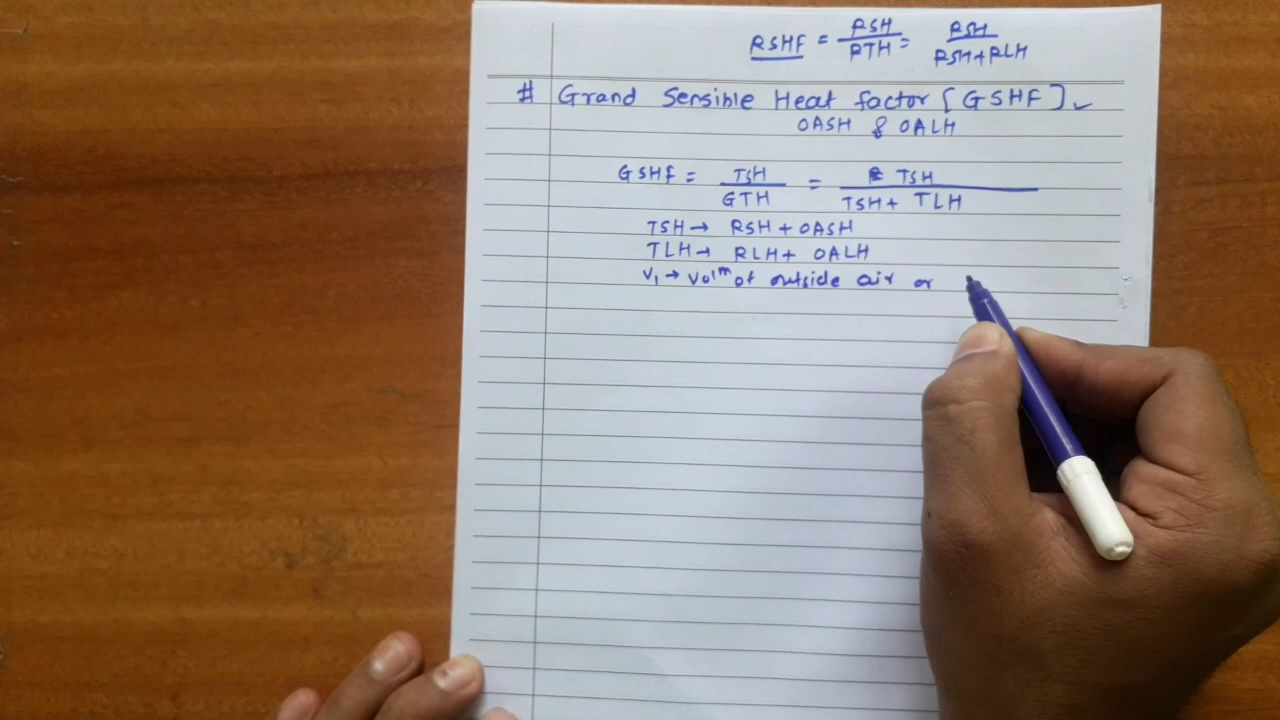 RSHF = RSH / RTH = RSH / RSH+RLH
# Grand Sensible Heat factor [GSHF]
OASH & OALH
GSHF = TSH / GTH = TSH / TSH + TLH
TSH → RSH + OASH
TLH → RLH + OALH
V1 → Volm of outside air or